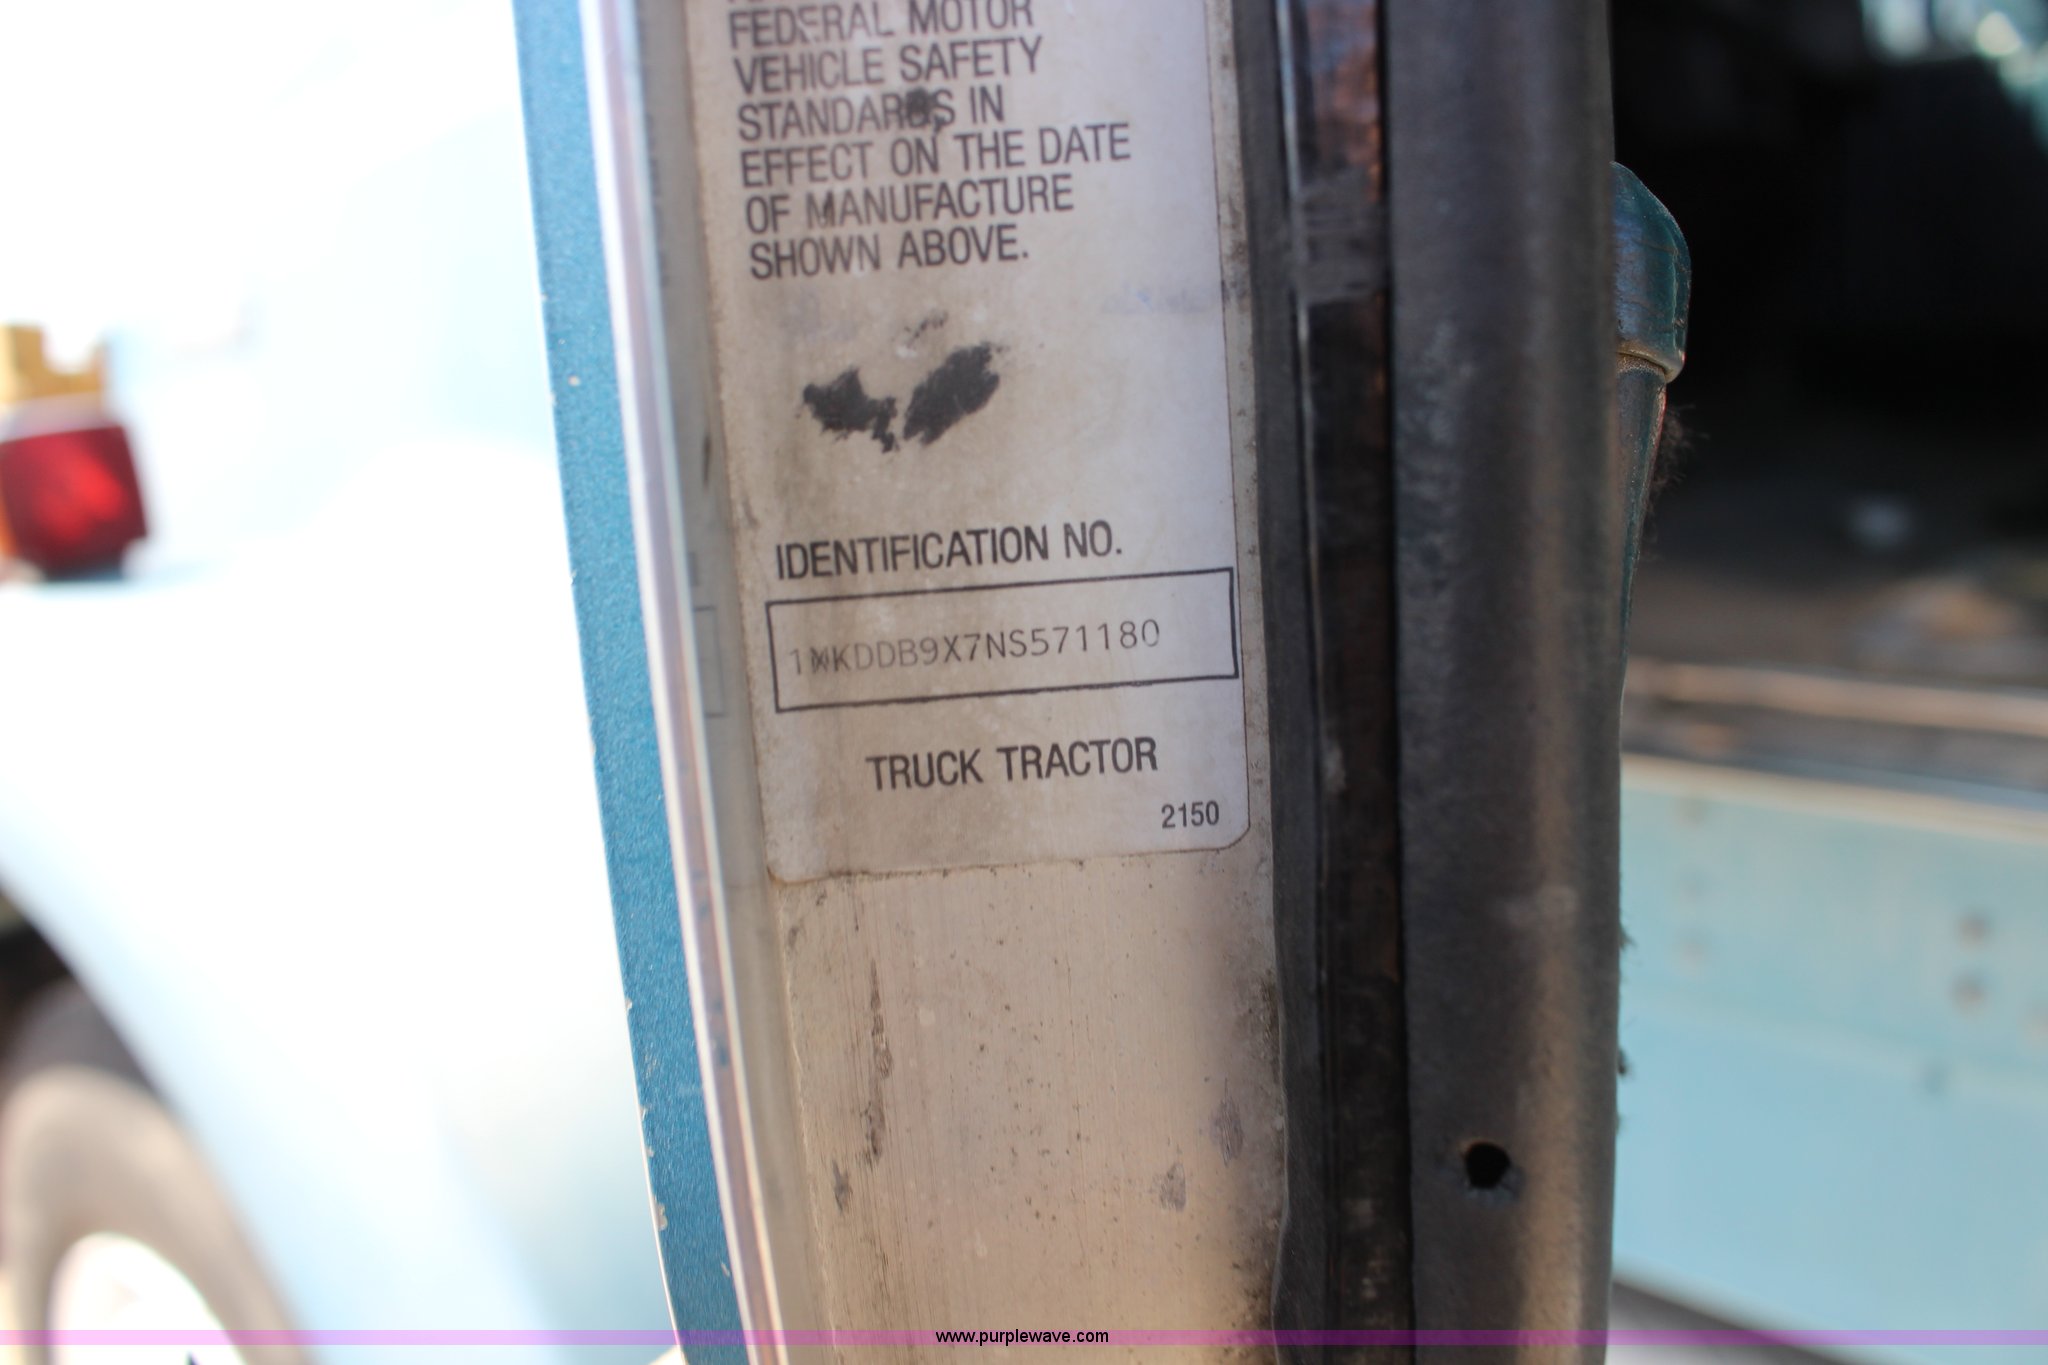 FEDERAL MOTOR
VEHICLE SAFETY
STANDARDS IN
EFFECT ON THE DATE
OF MANUFACTURE
SHOWN ABOVE.
IDENTIFICATION NO.
1XKDDB9X7NS571180
TRUCK TRACTOR
2150
www.purplewave.com